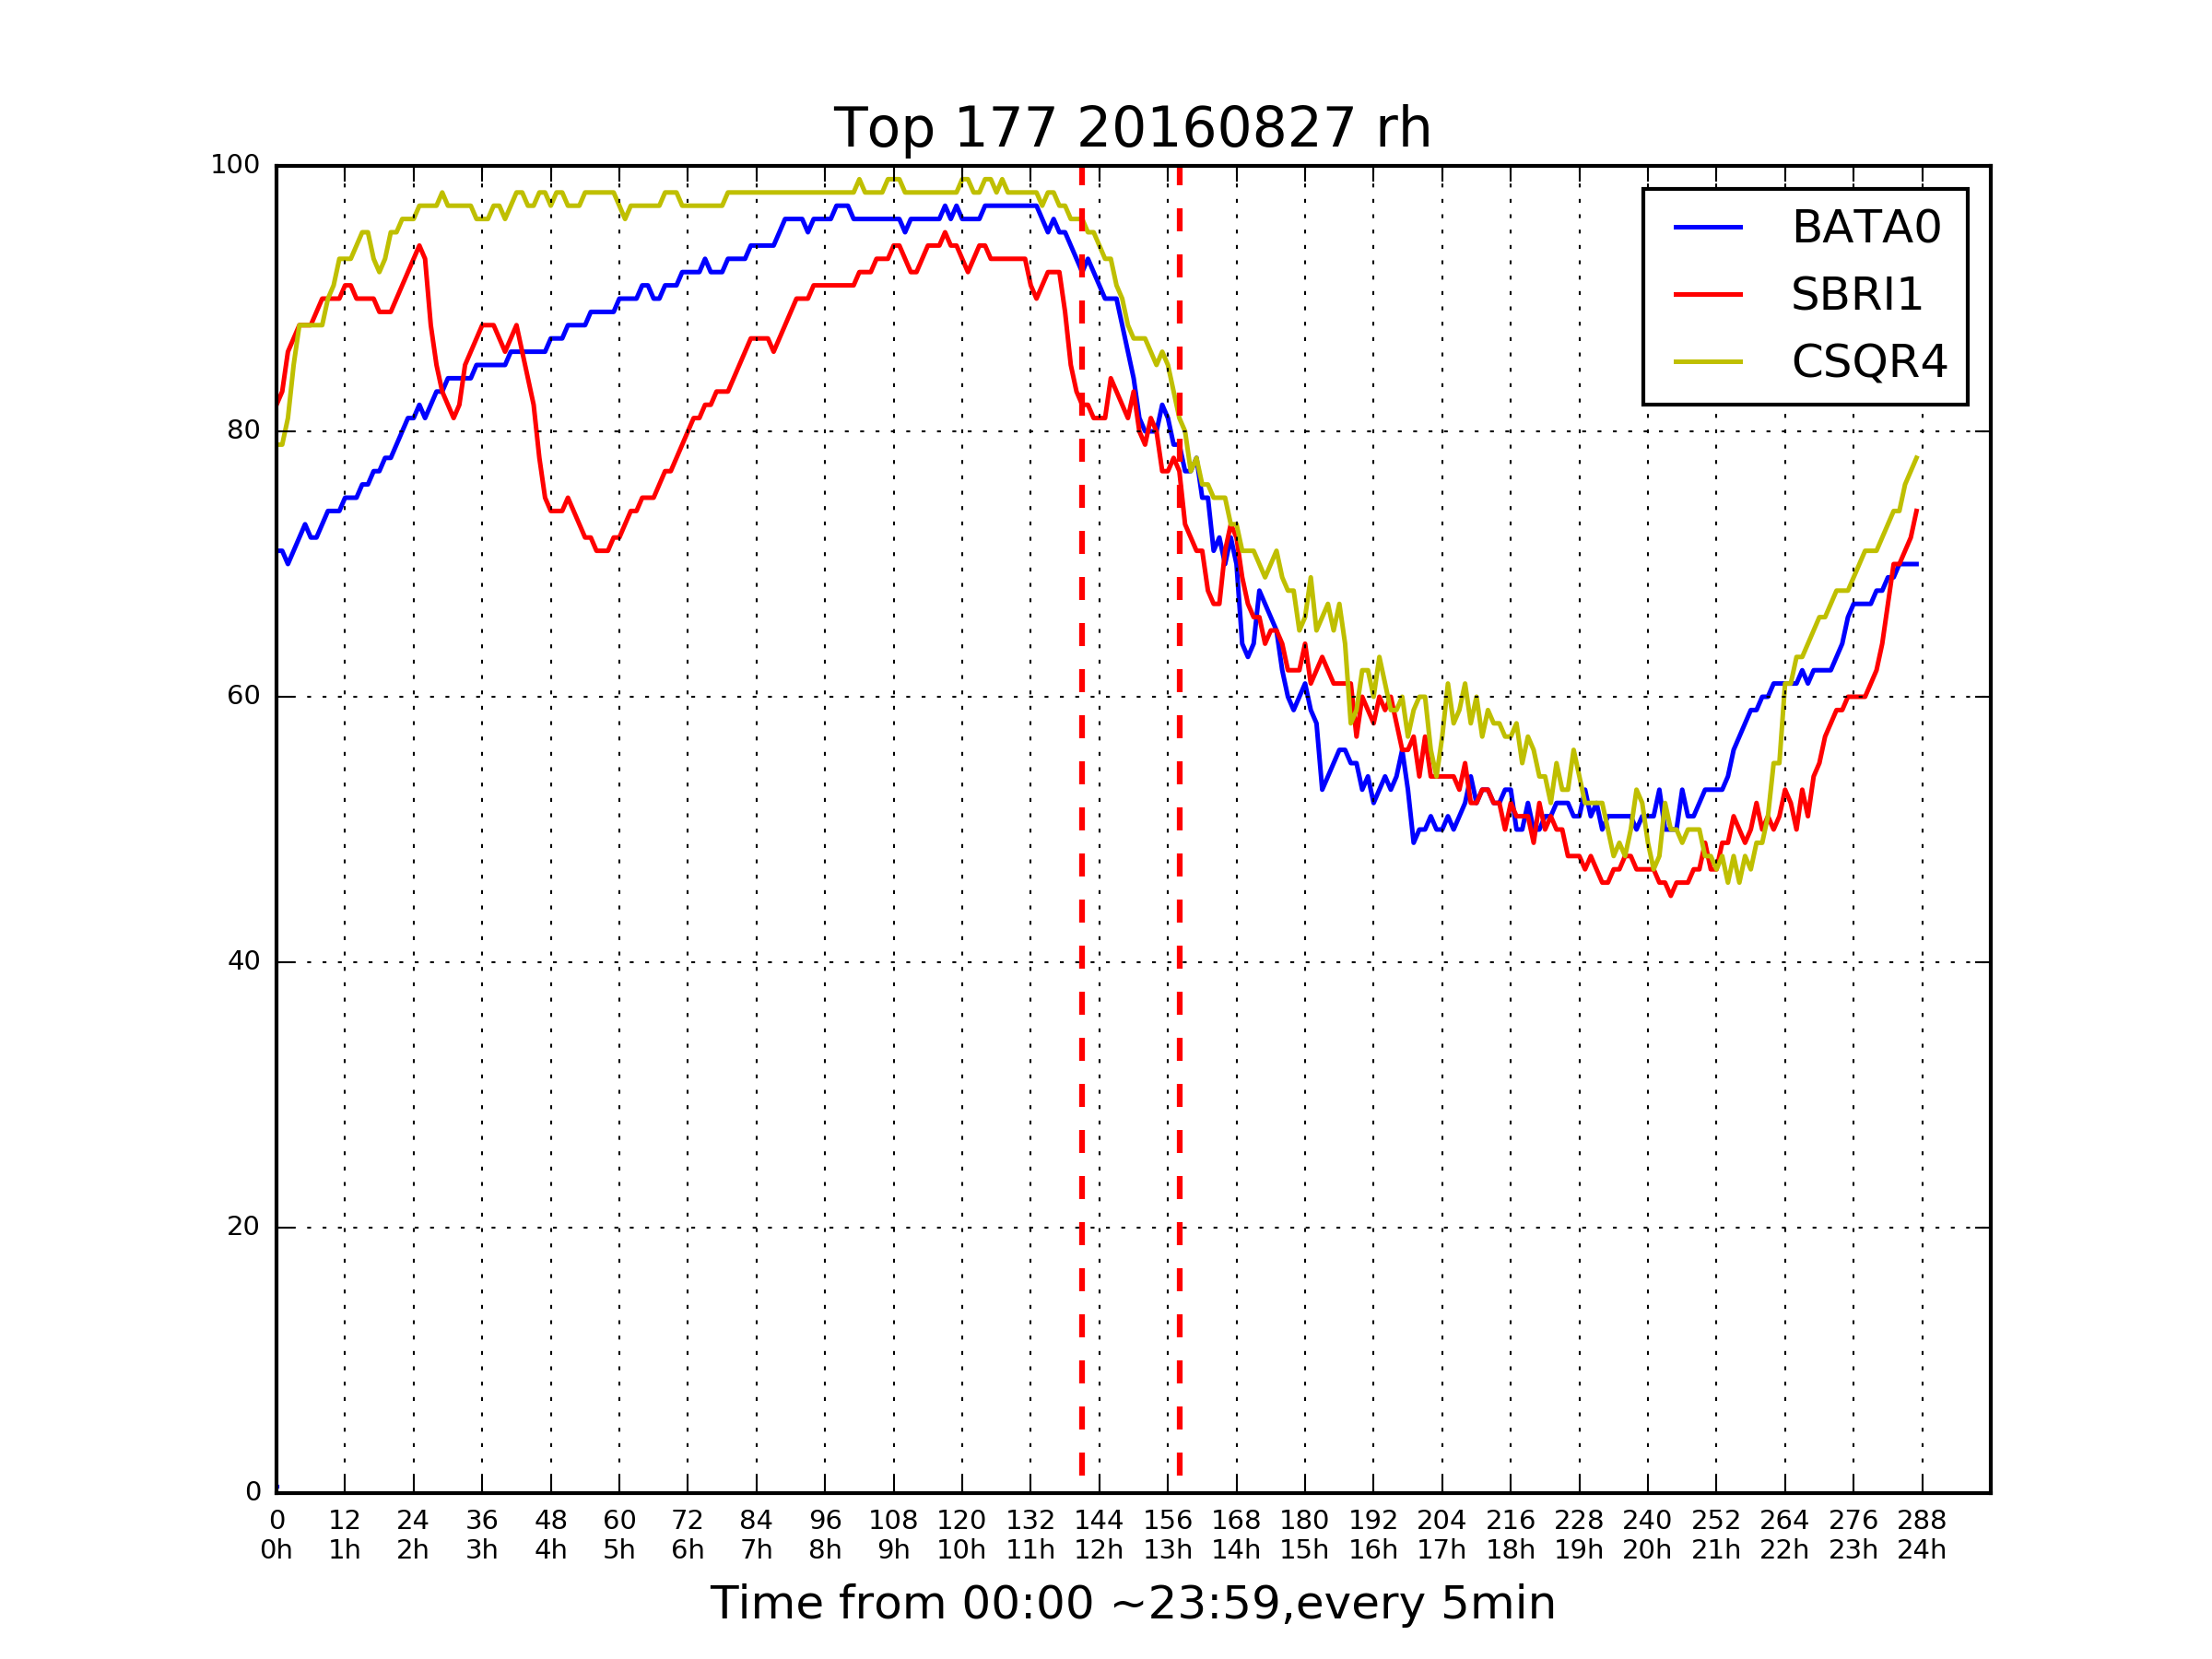 Top 177 20160827 rh
100
80
60
40
20
0
BATA0
SBRI1
CSQR4
0 12 24 36 48 60 72 84 96 108 120 132 144 156 168 180 192 204 216 228 240 252 264 276 288
0h 1h 2h 3h 4h 5h 6h 7h 8h 9h 10h 11h 12h 13h 14h 15h 16h 17h 18h 19h 20h 21h 22h 23h 24h
Time from 00:00 ~23:59,every 5min